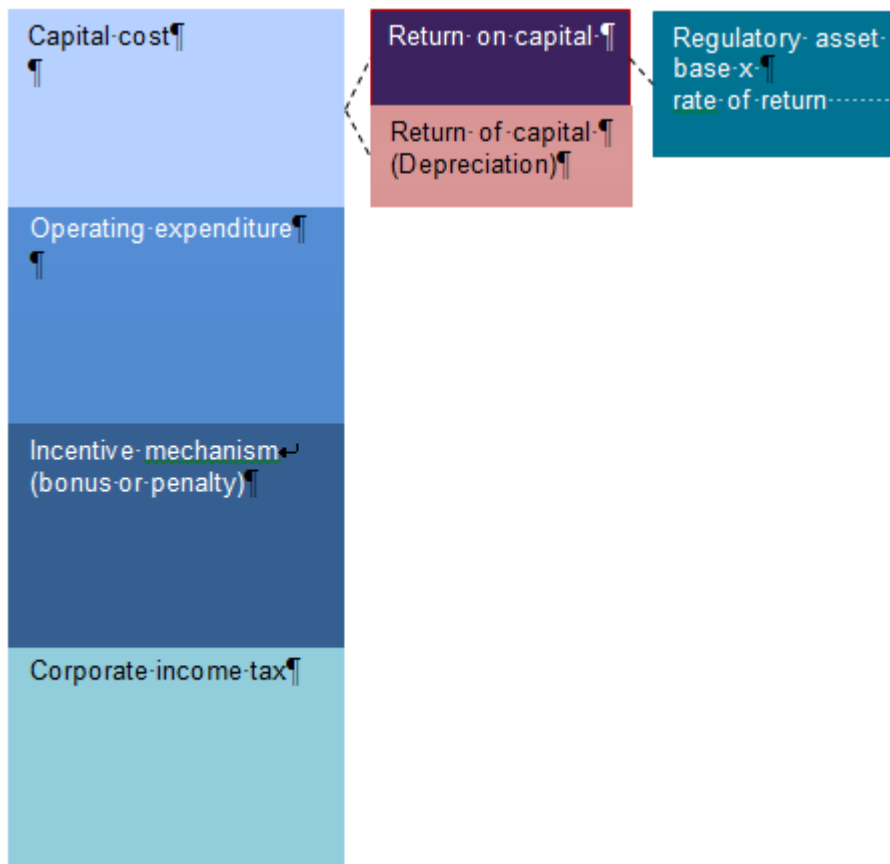 Capital cost¶
¶
Return on capital ¶
Regulatory asset
base x ¶
rate of return
Return of capital ¶
(Depreciation)¶
Operating expenditure¶
¶
Incentive mechanism↵
(bonus or penalty)¶
Corporate income tax¶